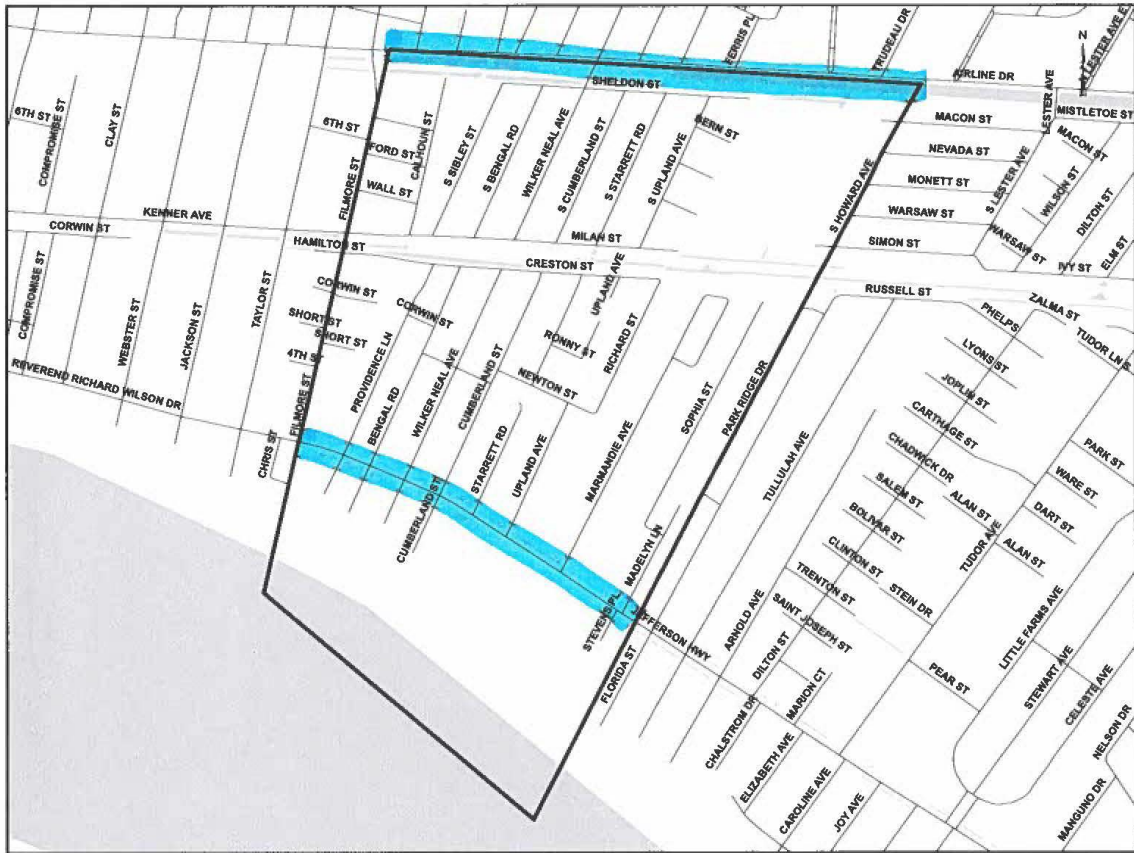 FERRIS PL
TRUDEAU DR
N
N LESTER AVE
AIRLINE DR
LESTER AVE
MISTLETOE ST
SHELDON ST
6TH ST
COMPROMISE ST
CLAY ST
6TH ST
FORD ST
CALHOUN ST
WALL ST
FILMORE ST
S SIBLEY ST
S BENGAL RD
WILKER NEAL AVE
S CUMBERLAND ST
S STARRETT RD
S UPLAND AVE
BERN ST
MACON ST
NEVADA ST
MONETT ST
WARSAW ST
SIMON ST
S HOWARD AVE
S LESTER AVE
MACON ST
WILSON ST
DILTON ST
WARSAW ST
ELM ST
IVY ST
KENNER AVE
CORWIN ST
HAMILTON ST
MILAN ST
CRESTON ST
RUSSELL ST
ZALMA ST
COMPROMISE ST
WEBSTER ST
JACKSON ST
TAYLOR ST
CORWIN ST
SHORT ST
SHORT ST
4TH ST
FILMORE ST
CHRIS ST
REVEREND RICHARD WILSON DR
PROVIDENCE LN
CORWIN ST
BENGAL RD
WILKER NEAL AVE
CUMBERLAND ST
RONNY ST
NEWTON ST
UPLAND AVE
RICHARD ST
STARRETT RD
UPLAND AVE
CUMBERLAND ST
MARMANDIE AVE
SOPHIA ST
PARK RIDGE DR
TULLULAH AVE
MADELYN LN
STEVENS PL
JEFFERSON HWY
FLORIDA ST
ARNOLD AVE
PHELPS
TUDOR LN S
LYONS ST
JOPLIN ST
CARTHAGE ST
CHADWICK DR
SALEM ST
ALAN ST
BOLIVAR ST
CLINTON ST
TRENTON ST
STEIN DR
SAINT JOSEPH ST
DILTON ST
MARION CT
CHALSTROM DR
ELIZABETH AVE
CAROLINE AVE
JOY AVE
TUDOR AVE
PARK ST
WARE ST
DART ST
ALAN ST
PEAR ST
LITTLE FARMS AVE
STEWART AVE
CELESTE AVE
NELSON DR
MANGUNO DR